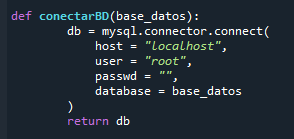 def conectarBD(base_datos):
        db = mysql.connector.connect(
            host = "localhost",
            user = "root",
            passwd = "",
            database = base_datos
        )
        return db